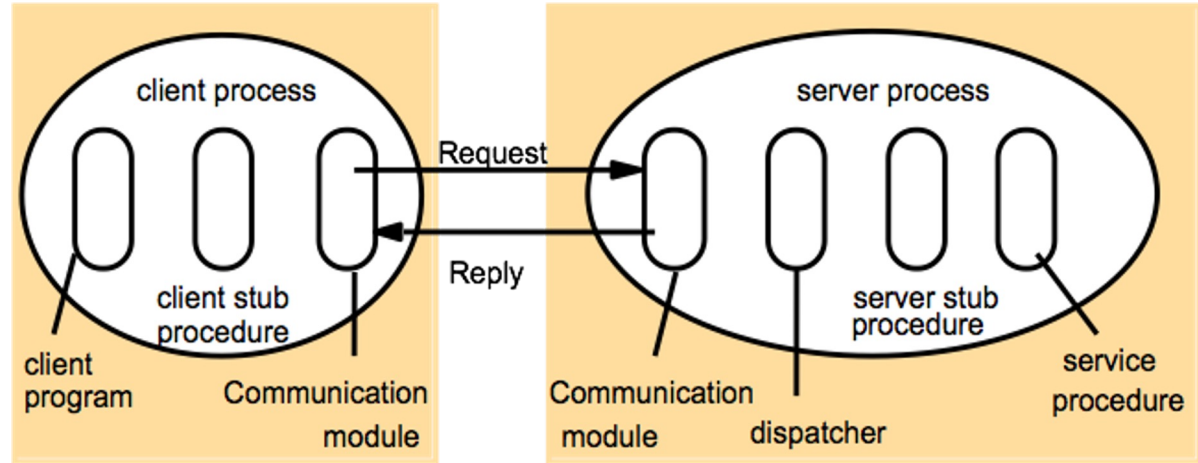 client process
server process
Request
Reply
client stub
procedure
server stub
procedure
client
program
Communication
module
Communication
module
dispatcher
service
procedure